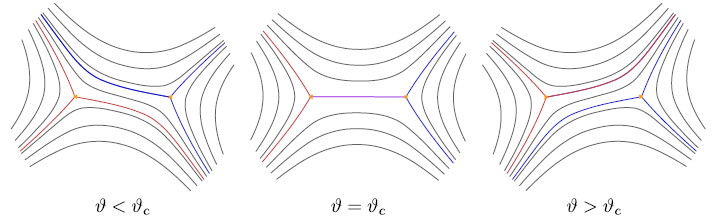 ϑ < ϑ_c
ϑ = ϑ_c
ϑ > ϑ_c